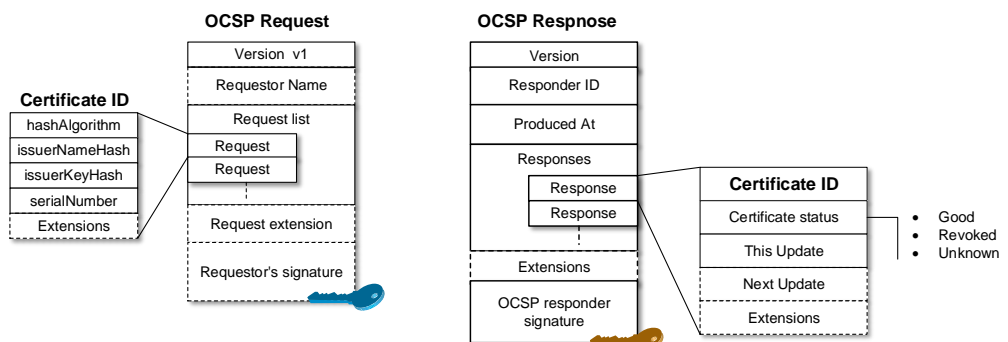 OCSP Request
Version v1
Requestor Name
Request list
Request
Request
Request extension
Requestor's signature
Certificate ID
hashAlgorithm
issuerNameHash
issuerKeyHash
serialNumber
Extensions
OCSP Respnose
Version
Responder ID
Produced At
Responses
Response
Response
Extensions
OCSP responder
signature
Certificate ID
Certificate status
This Update
Next Update
Extensions
• Good
• Revoked
• Unknown